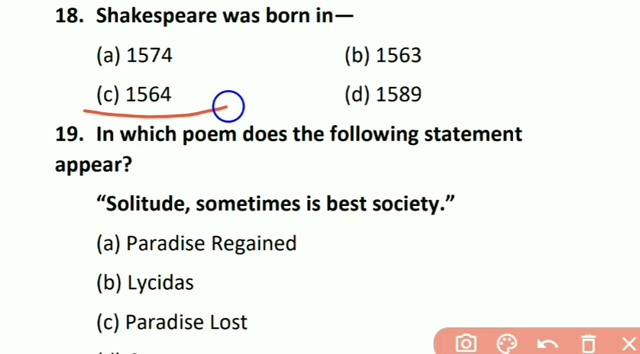 18. Shakespeare was born in—
(a) 1574 (b) 1563
(c) 1564 (d) 1589
19. In which poem does the following statement
appear?
“Solitude, sometimes is best society.”
(a) Paradise Regained
(b) Lycidas
(c) Paradise Lost